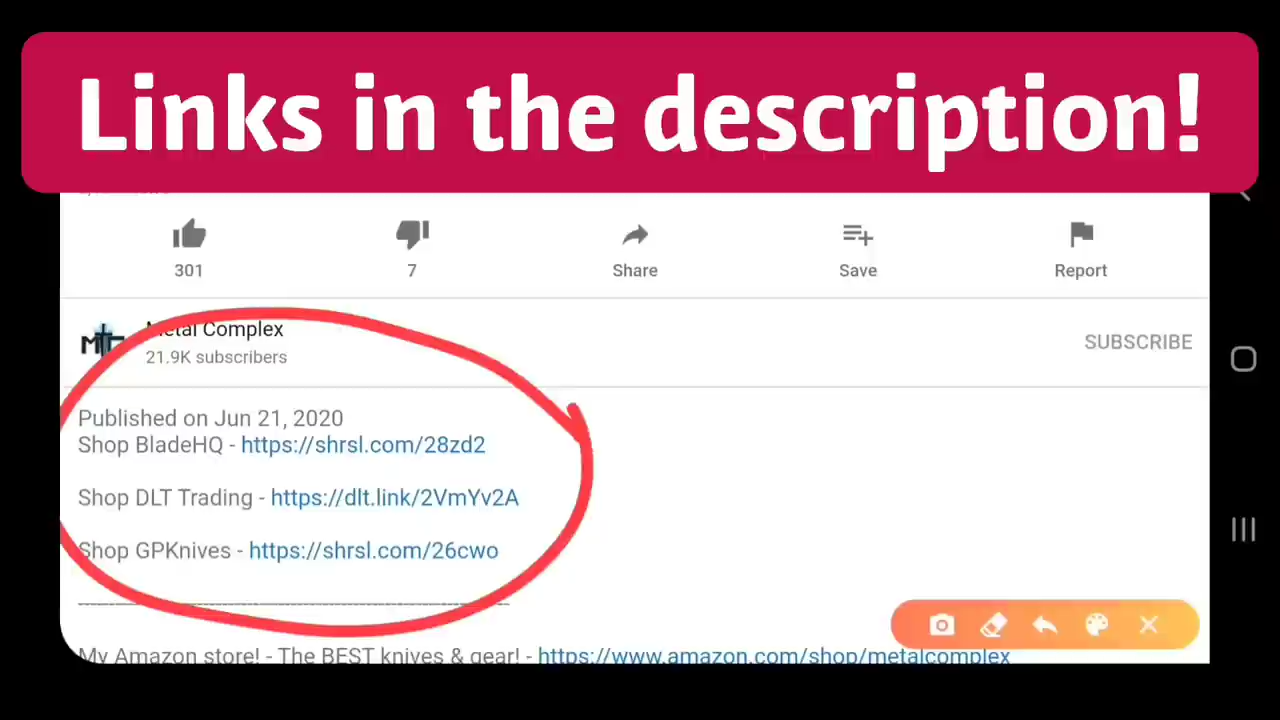 Links in the description!
301
7
Share
Save
Report
Metal Complex
21.9K subscribers
SUBSCRIBE
Published on Jun 21, 2020
Shop BladeHQ - https://shrsl.com/28zd2
Shop DLT Trading - https://dlt.link/2VmYv2A
Shop GPKnives - https://shrsl.com/26cwo
My Amazon store! - The BEST knives & gear! - https://www.amazon.com/shop/metalcomplex